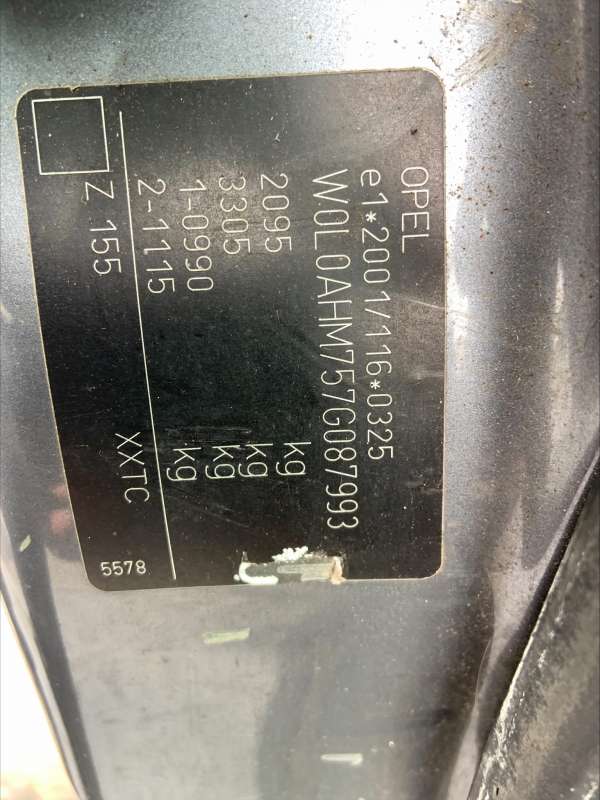 OPEL
e1*2001/116*0325
W0L0AHM757G087993
2095 kg
3305 kg
1-0990 kg
2-1115 kg
Z 155 XXTC
5578